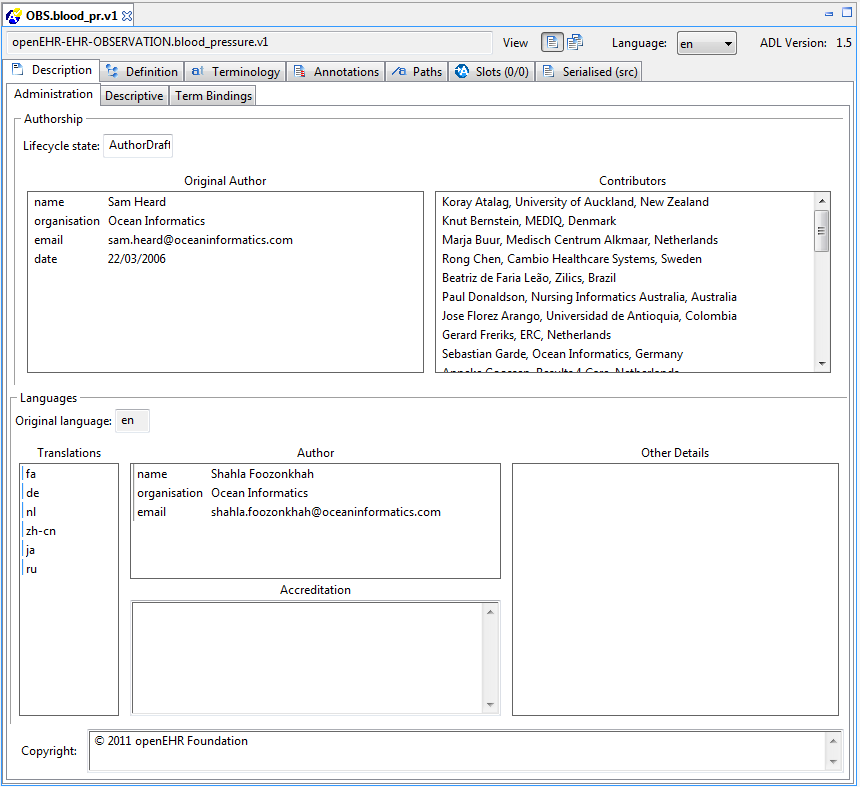 OBS.blood_pr.v1
openEHR-EHR-OBSERVATION.blood_pressure.v1 View Language: en ADL Version: 1.5
Description Definition Terminology Annotations Paths Slots (0/0) Serialised (src)
Administration Descriptive Term Bindings
Authorship
Lifecycle state: AuthorDraft
Original Author
name Sam Heard
organisation Ocean Informatics
email sam.heard@oceaninformatics.com
date 22/03/2006
Contributors
Koray Atalag, University of Auckland, New Zealand
Knut Bernstein, MEDIQ, Denmark
Marja Buur, Medisch Centrum Alkmaar, Netherlands
Rong Chen, Cambio Healthcare Systems, Sweden
Beatriz de Faria Leão, Zilics, Brazil
Paul Donaldson, Nursing Informatics Australia, Australia
Jose Florez Arango, Universidad de Antioquia, Colombia
Gerard Freriks, ERC, Netherlands
Sebastian Garde, Ocean Informatics, Germany
Languages
Original language: en
Translations
fa
de
nl
zh-cn
ja
ru
Author
name Shahla Foozonkhah
organisation Ocean Informatics
email shahla.foozonkhah@oceaninformatics.com
Accreditation
Other Details
Copyright: © 2011 openEHR Foundation